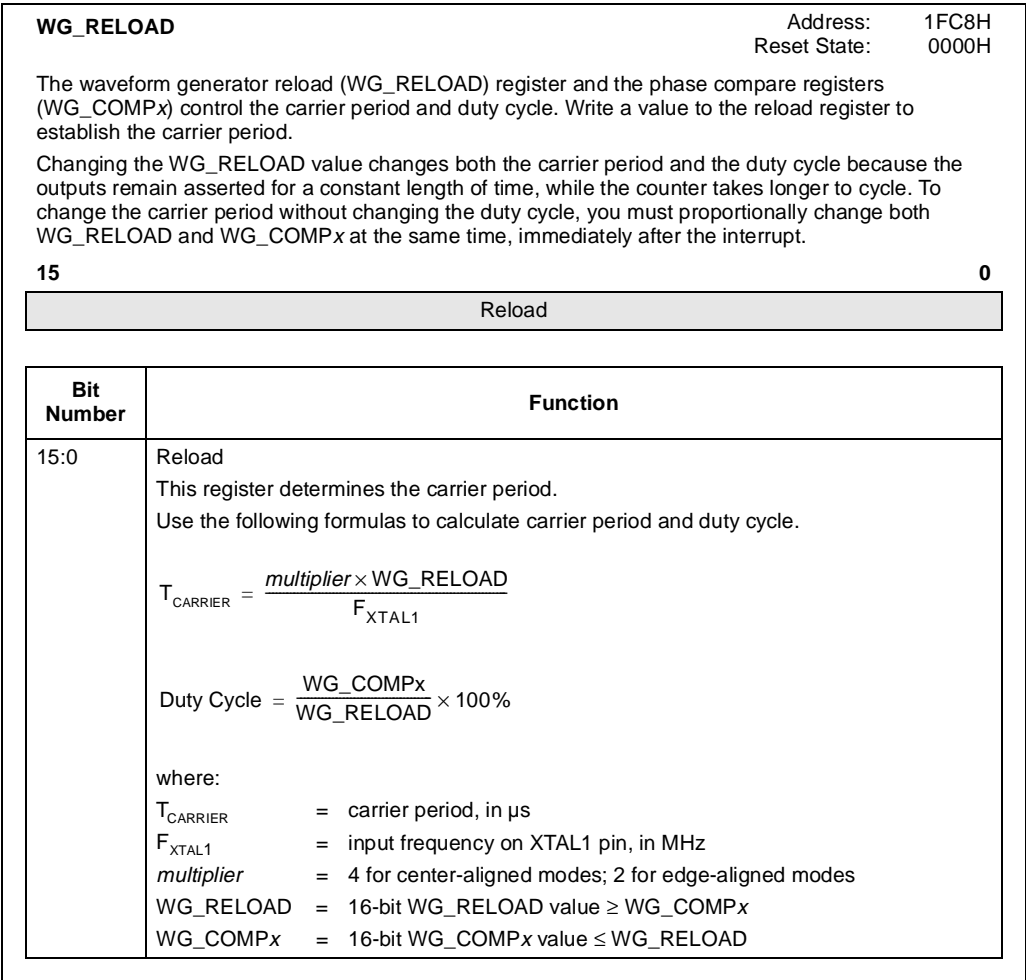 WG_RELOAD Address: 1FC8H
Reset State: 0000H
The waveform generator reload (WG_RELOAD) register and the phase compare registers
(WG_COMPx) control the carrier period and duty cycle. Write a value to the reload register to
establish the carrier period.
Changing the WG_RELOAD value changes both the carrier period and the duty cycle because the
outputs remain asserted for a constant length of time, while the counter takes longer to cycle. To
change the carrier period without changing the duty cycle, you must proportionally change both
WG_RELOAD and WG_COMPx at the same time, immediately after the interrupt.
15 0
Reload
Bit Number Function
15:0 Reload
This register determines the carrier period.
Use the following formulas to calculate carrier period and duty cycle.
T_CARRIER = multiplier × WG_RELOAD / F_XTAL1
Duty Cycle = WG_COMPx / WG_RELOAD × 100%
where:
T_CARRIER = carrier period, in µs
F_XTAL1 = input frequency on XTAL1 pin, in MHz
multiplier = 4 for center-aligned modes; 2 for edge-aligned modes
WG_RELOAD = 16-bit WG_RELOAD value ≥ WG_COMPx
WG_COMPx = 16-bit WG_COMPx value ≤ WG_RELOAD